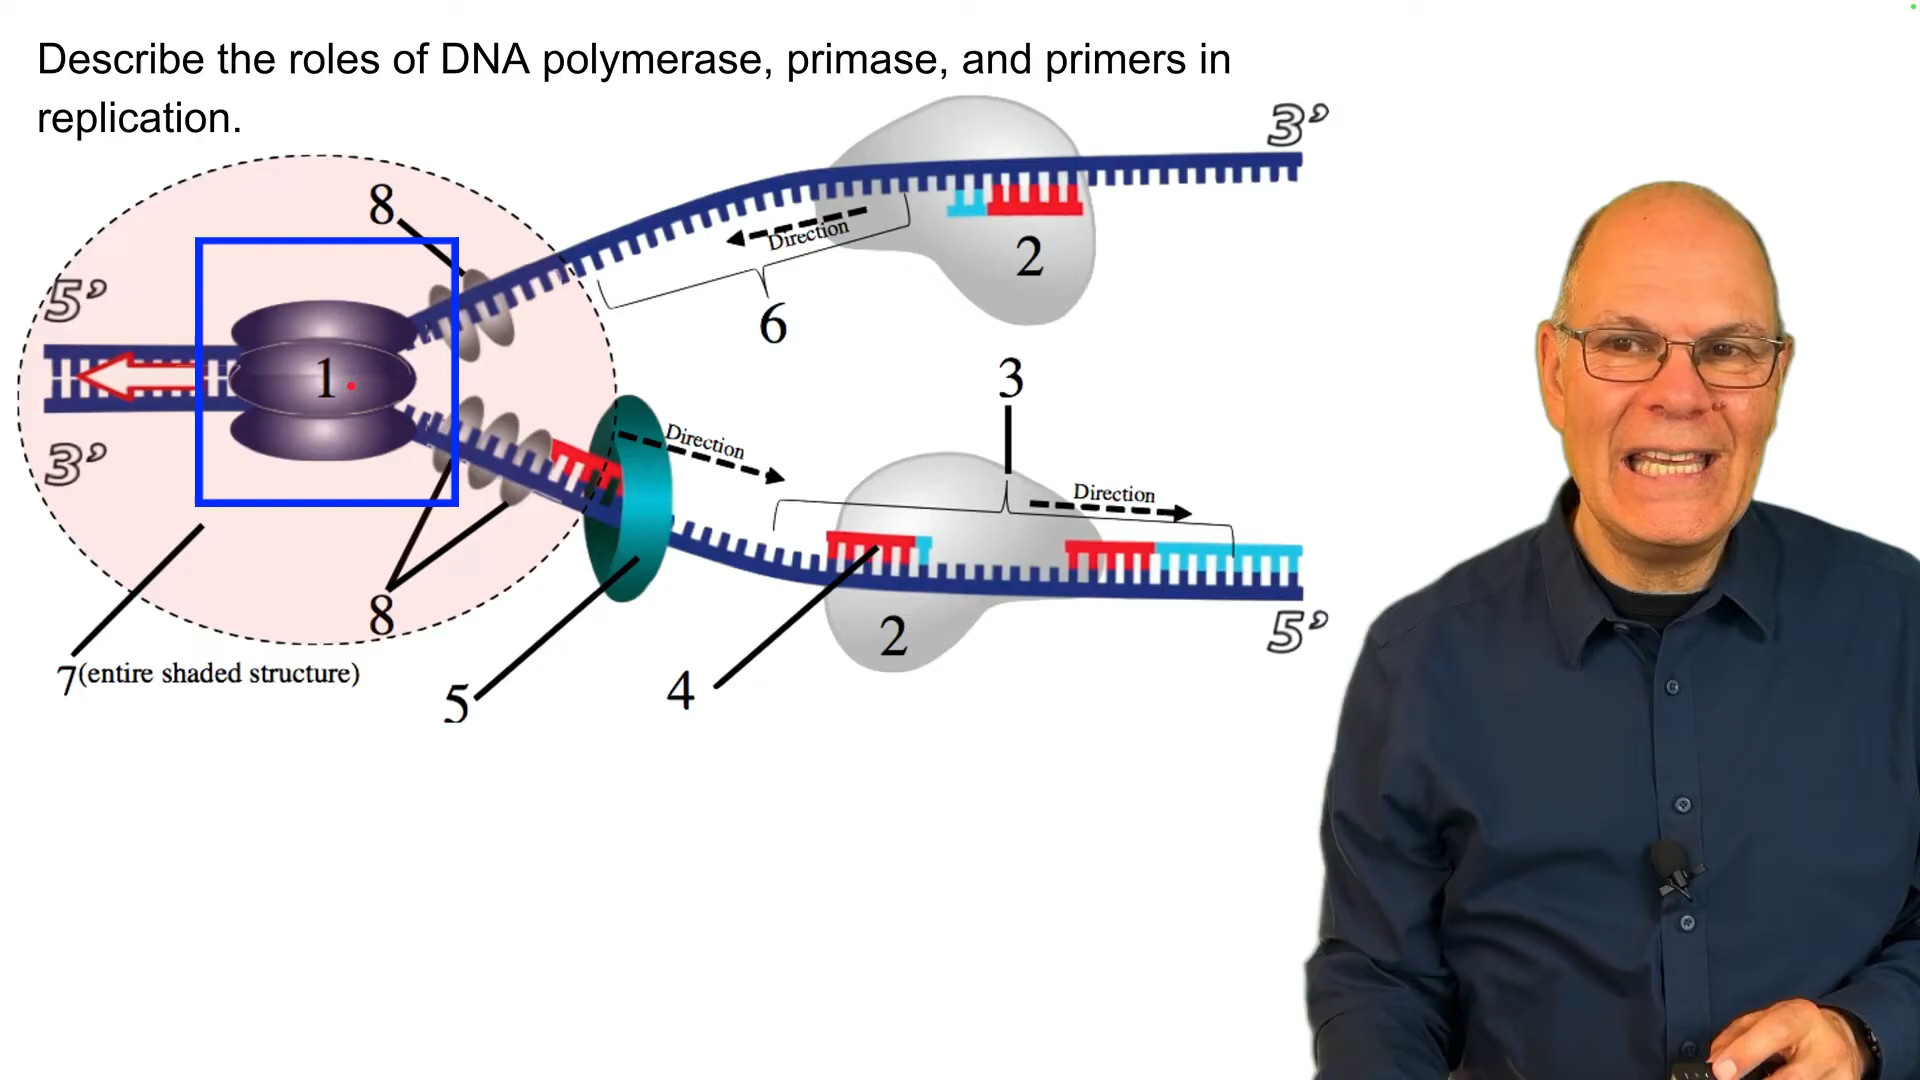 Describe the roles of DNA polymerase, primase, and primers in
replication.
3’
8
5’
Direction
2
6
1
3
3’
Direction
Direction
8
2
5’
7(entire shaded structure)
5
4